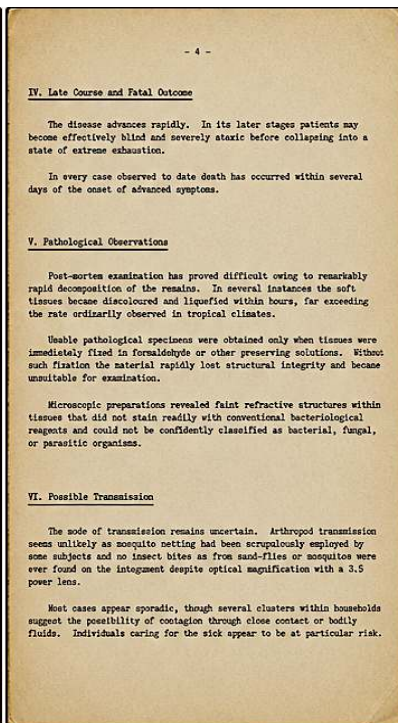 - 4 -
IV. Late Course and Fatal Outcome
The disease advances rapidly. In its later stages patients may
become effectively blind and severely ataxic before collapsing into a
state of extreme exhaustion.
In every case observed to date death has occurred within several
days of the onset of advanced symptoms.
V. Pathological Observations
Post-mortem examination has proved difficult owing to remarkably
rapid decomposition of the remains. In several instances the soft
tissues became discoloured and liquefied within hours, far exceeding
the rate ordinarily observed in tropical climates.
Usable pathological specimens were obtained only when tissues were
immediately fixed in formaldehyde or other preserving solutions. Without
such fixation the material rapidly lost structural integrity and became
unsuitable for examination.
Microscopic preparations revealed faint refractive structures within
tissues that did not stain readily with conventional bacteriological
reagents and could not be confidently classified as bacterial, fungal,
or parasitic organisms.
VI. Possible Transmission
The mode of transmission remains uncertain. Arthropod transmission
seems unlikely as mosquito netting had been scrupulously employed by
some subjects and no insect bites as from sand-flies or mosquitos were
ever found on the integument despite optical magnification with a 3.5
power lens.
Most cases appear sporadic, though several clusters within households
suggest the possibility of contagion through close contact or bodily
fluids. Individuals caring for the sick appear to be at particular risk.